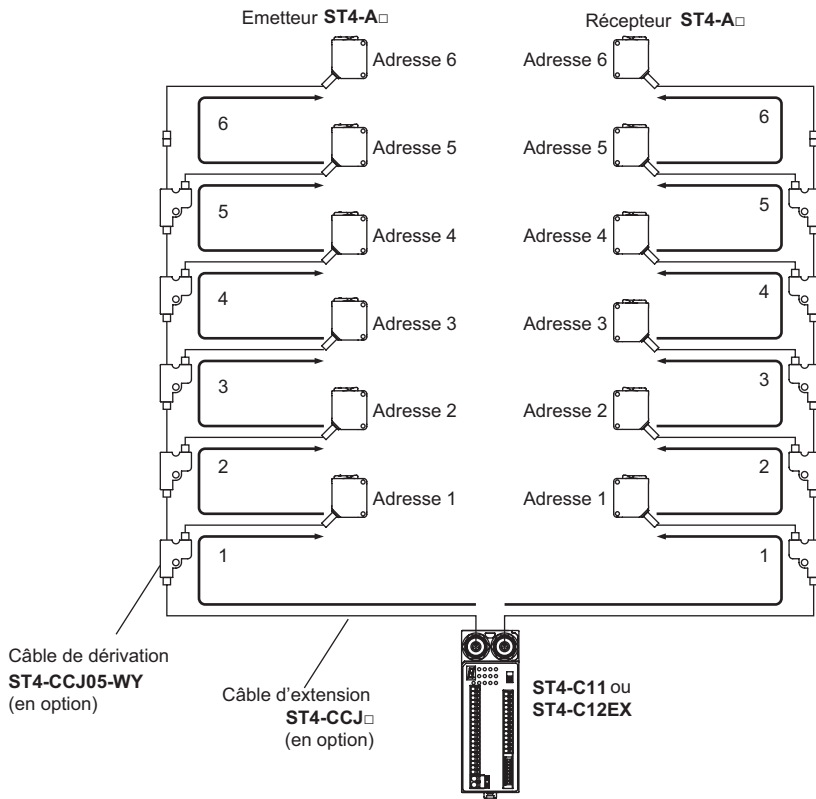 Emetteur ST4-A□
Récepteur ST4-A□
Adresse 6
Adresse 6
6
6
Adresse 5
Adresse 5
5
5
Adresse 4
Adresse 4
4
4
Adresse 3
Adresse 3
3
3
Adresse 2
Adresse 2
2
2
Adresse 1
Adresse 1
1
1
Câble de dérivation
ST4-CCJ05-WY
(en option)
Câble d’extension
ST4-CCJ□
(en option)
ST4-C11 ou
ST4-C12EX